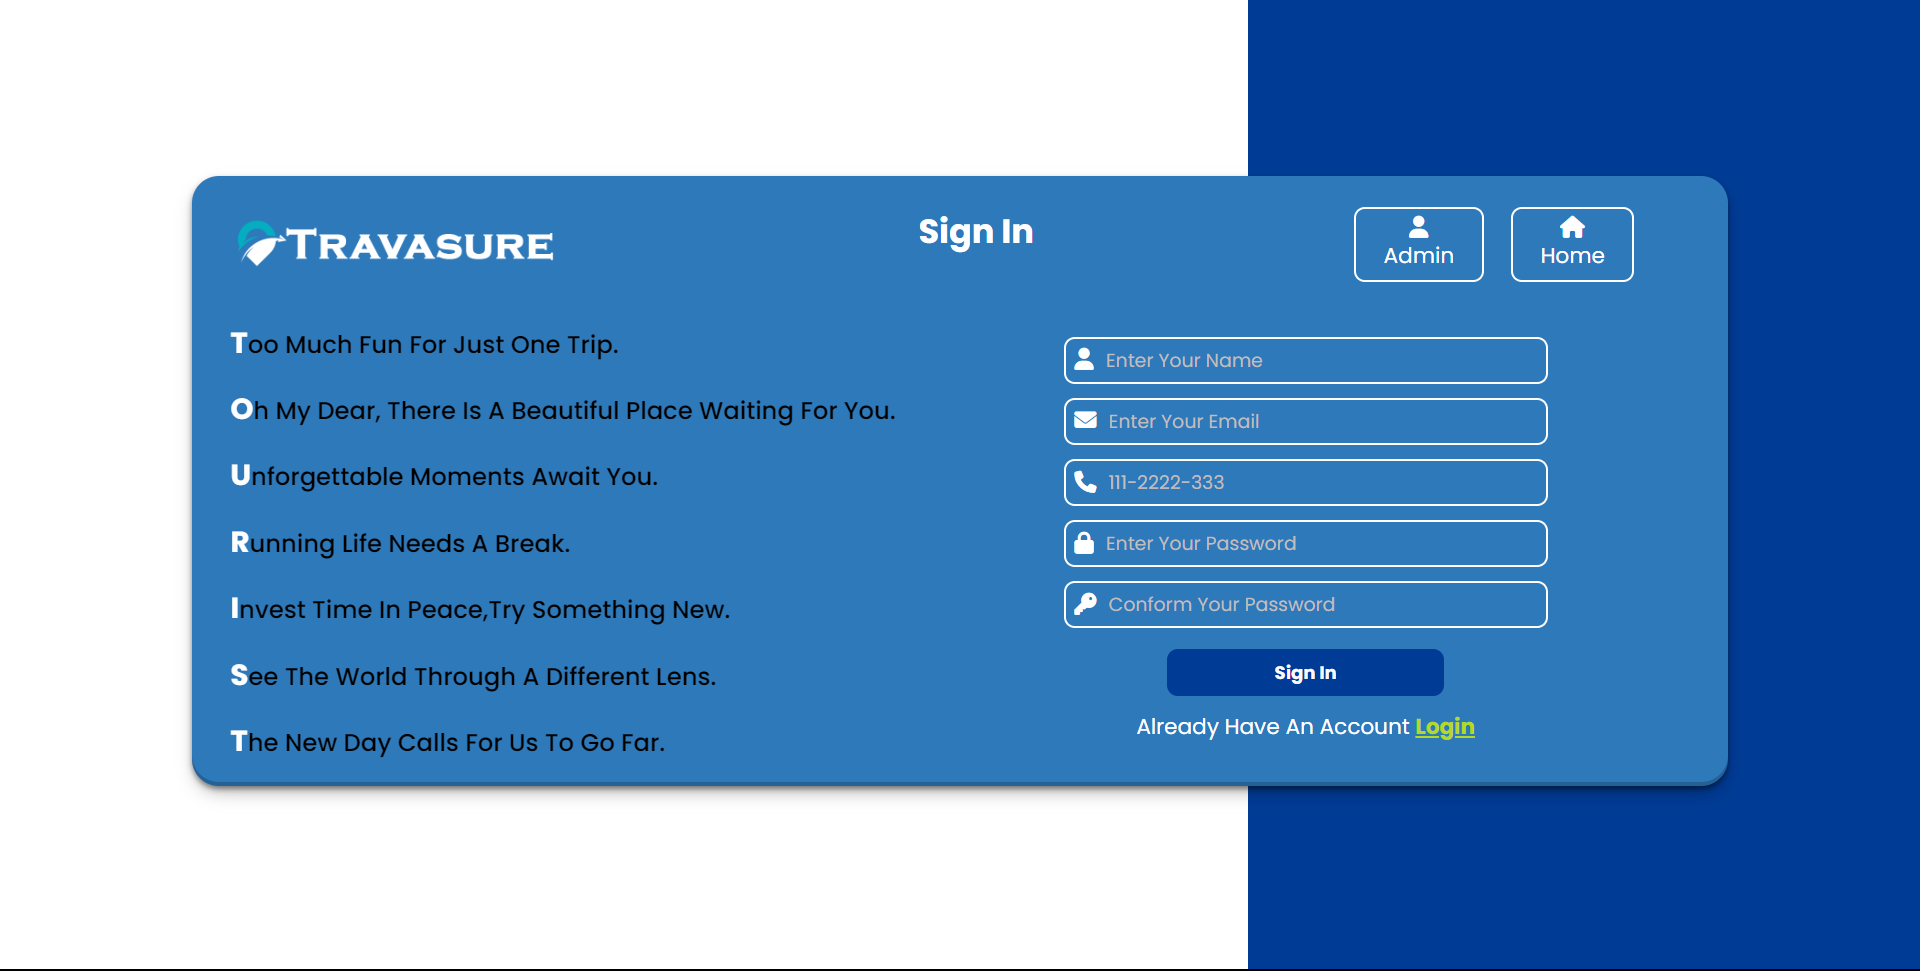 TRAVASURE
Sign In
Admin
Home
Too Much Fun For Just One Trip.
Oh My Dear, There Is A Beautiful Place Waiting For You.
Unforgettable Moments Await You.
Running Life Needs A Break.
Invest Time In Peace,Try Something New.
See The World Through A Different Lens.
The New Day Calls For Us To Go Far.
Enter Your Name
Enter Your Email
111-2222-333
Enter Your Password
Conform Your Password
Sign In
Already Have An Account Login